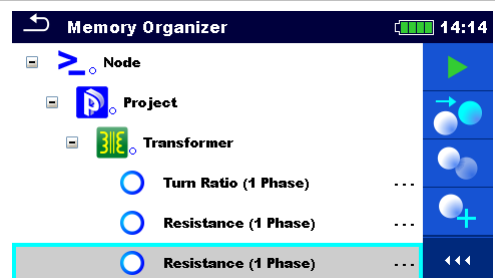 Memory Organizer 14:14
Node
Project
Transformer
Turn Ratio (1 Phase) ...
Resistance (1 Phase) ...
Resistance (1 Phase) ...